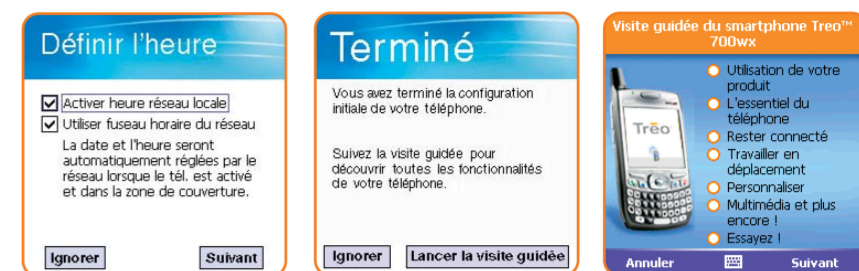 Définir l'heure
Activer heure réseau locale
Utiliser fuseau horaire du réseau
La date et l'heure seront
automatiquement réglées par le
réseau lorsque le tél. est activé
et dans la zone de couverture.
Ignorer
Suivant
Terminé
Vous avez terminé la configuration
initiale de votre téléphone.
Suivez la visite guidée pour
découvrir toutes les fonctionnalités
de votre téléphone.
Ignorer
Lancer la visite guidée
Visite guidée du smartphone Treo™
700wx
Treo
Utilisation de votre
produit
L'essentiel du
téléphone
Rester connecté
Travailler en
déplacement
Personnaliser
Multimédia et plus
encore !
Essayez !
Annuler
Suivant